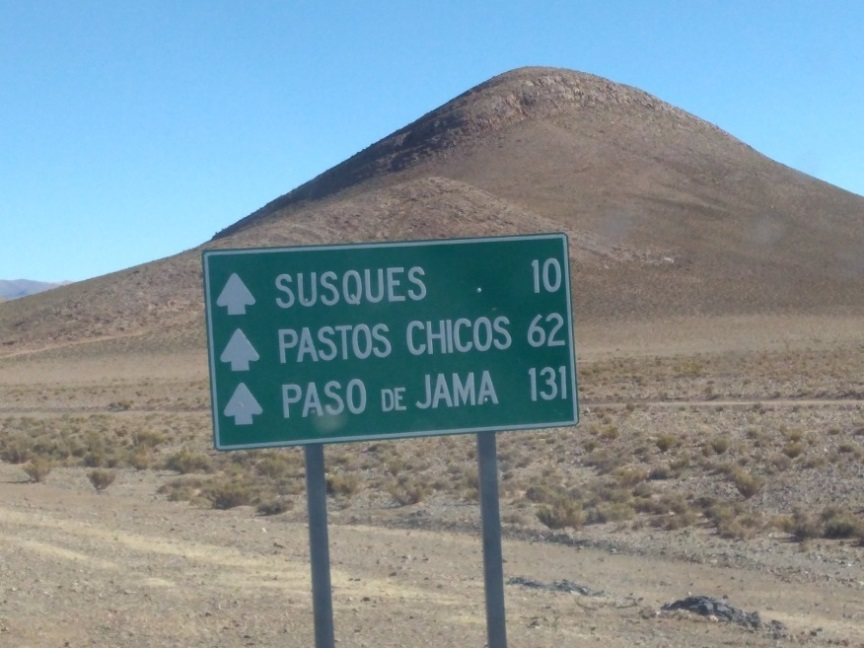 SUSQUES 10
PASTOS CHICOS 62
PASO DE JAMA 131